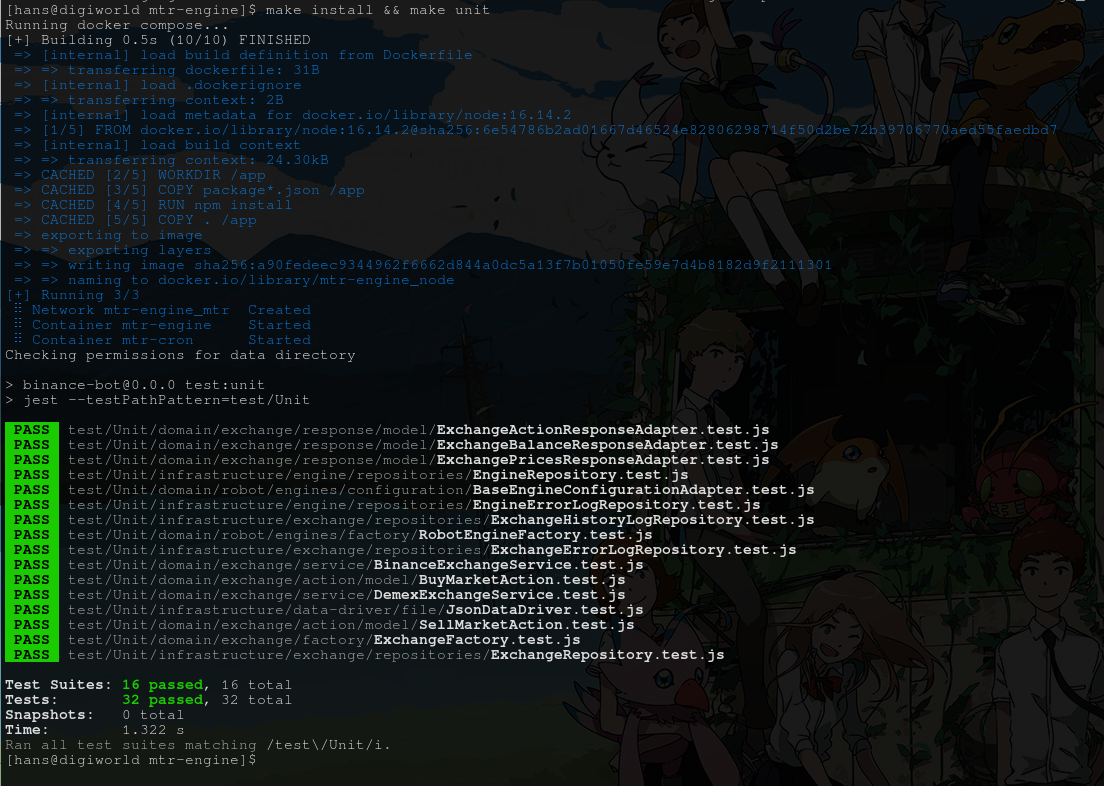 [hans@digiworld mtr-engine]$ make install && make unit
Running docker compose...
[+] Building 0.5s (10/10) FINISHED
=> [internal] load build definition from Dockerfile
=> => transferring dockerfile: 31B
=> [internal] load .dockerignore
=> => transferring context: 2B
=> [internal] load metadata for docker.io/library/node:16.14.2
=> [1/5] FROM docker.io/library/node:16.14.2@sha256:6e54786b2ad01667d46524e82806298714f50d2be72b39706770aed55faedbd7
=> [internal] load build context
=> => transferring context: 24.30kB
=> CACHED [2/5] WORKDIR /app
=> CACHED [3/5] COPY package*.json /app
=> CACHED [4/5] RUN npm install
=> CACHED [5/5] COPY . /app
=> exporting to image
=> => exporting layers
=> => writing image sha256:a90fedeec9344962f6662d844a0dc5a13f7b01050fe59e7d4b8182d9f2111301
=> => naming to docker.io/library/mtr-engine_node
[+] Running 3/3
⠿ Network mtr-engine_mtr  Created
⠿ Container mtr-engine    Started
⠿ Container mtr-cron      Started
Checking permissions for data directory
> binance-bot@0.0.0 test:unit
> jest --testPathPattern=test/Unit
PASS test/Unit/domain/exchange/response/model/ExchangeActionResponseAdapter.test.js
PASS test/Unit/domain/exchange/response/model/ExchangeBalanceResponseAdapter.test.js
PASS test/Unit/domain/exchange/response/model/ExchangePricesResponseAdapter.test.js
PASS test/Unit/infrastructure/engine/repositories/EngineRepository.test.js
PASS test/Unit/domain/robot/engines/configuration/BaseEngineConfigurationAdapter.test.js
PASS test/Unit/infrastructure/engine/repositories/EngineErrorLogRepository.test.js
PASS test/Unit/infrastructure/exchange/repositories/ExchangeHistoryLogRepository.test.js
PASS test/Unit/domain/robot/engines/factory/RobotEngineFactory.test.js
PASS test/Unit/infrastructure/exchange/repositories/ExchangeErrorLogRepository.test.js
PASS test/Unit/domain/exchange/service/BinanceExchangeService.test.js
PASS test/Unit/domain/exchange/action/model/BuyMarketAction.test.js
PASS test/Unit/domain/exchange/service/DemexExchangeService.test.js
PASS test/Unit/infrastructure/data-driver/file/JsonDataDriver.test.js
PASS test/Unit/domain/exchange/action/model/SellMarketAction.test.js
PASS test/Unit/domain/exchange/factory/ExchangeFactory.test.js
PASS test/Unit/infrastructure/exchange/repositories/ExchangeRepository.test.js
Test Suites: 16 passed, 16 total
Tests:       32 passed, 32 total
Snapshots:   0 total
Time:        1.322 s
Ran all test suites matching /test\/Unit/i.
[hans@digiworld mtr-engine]$